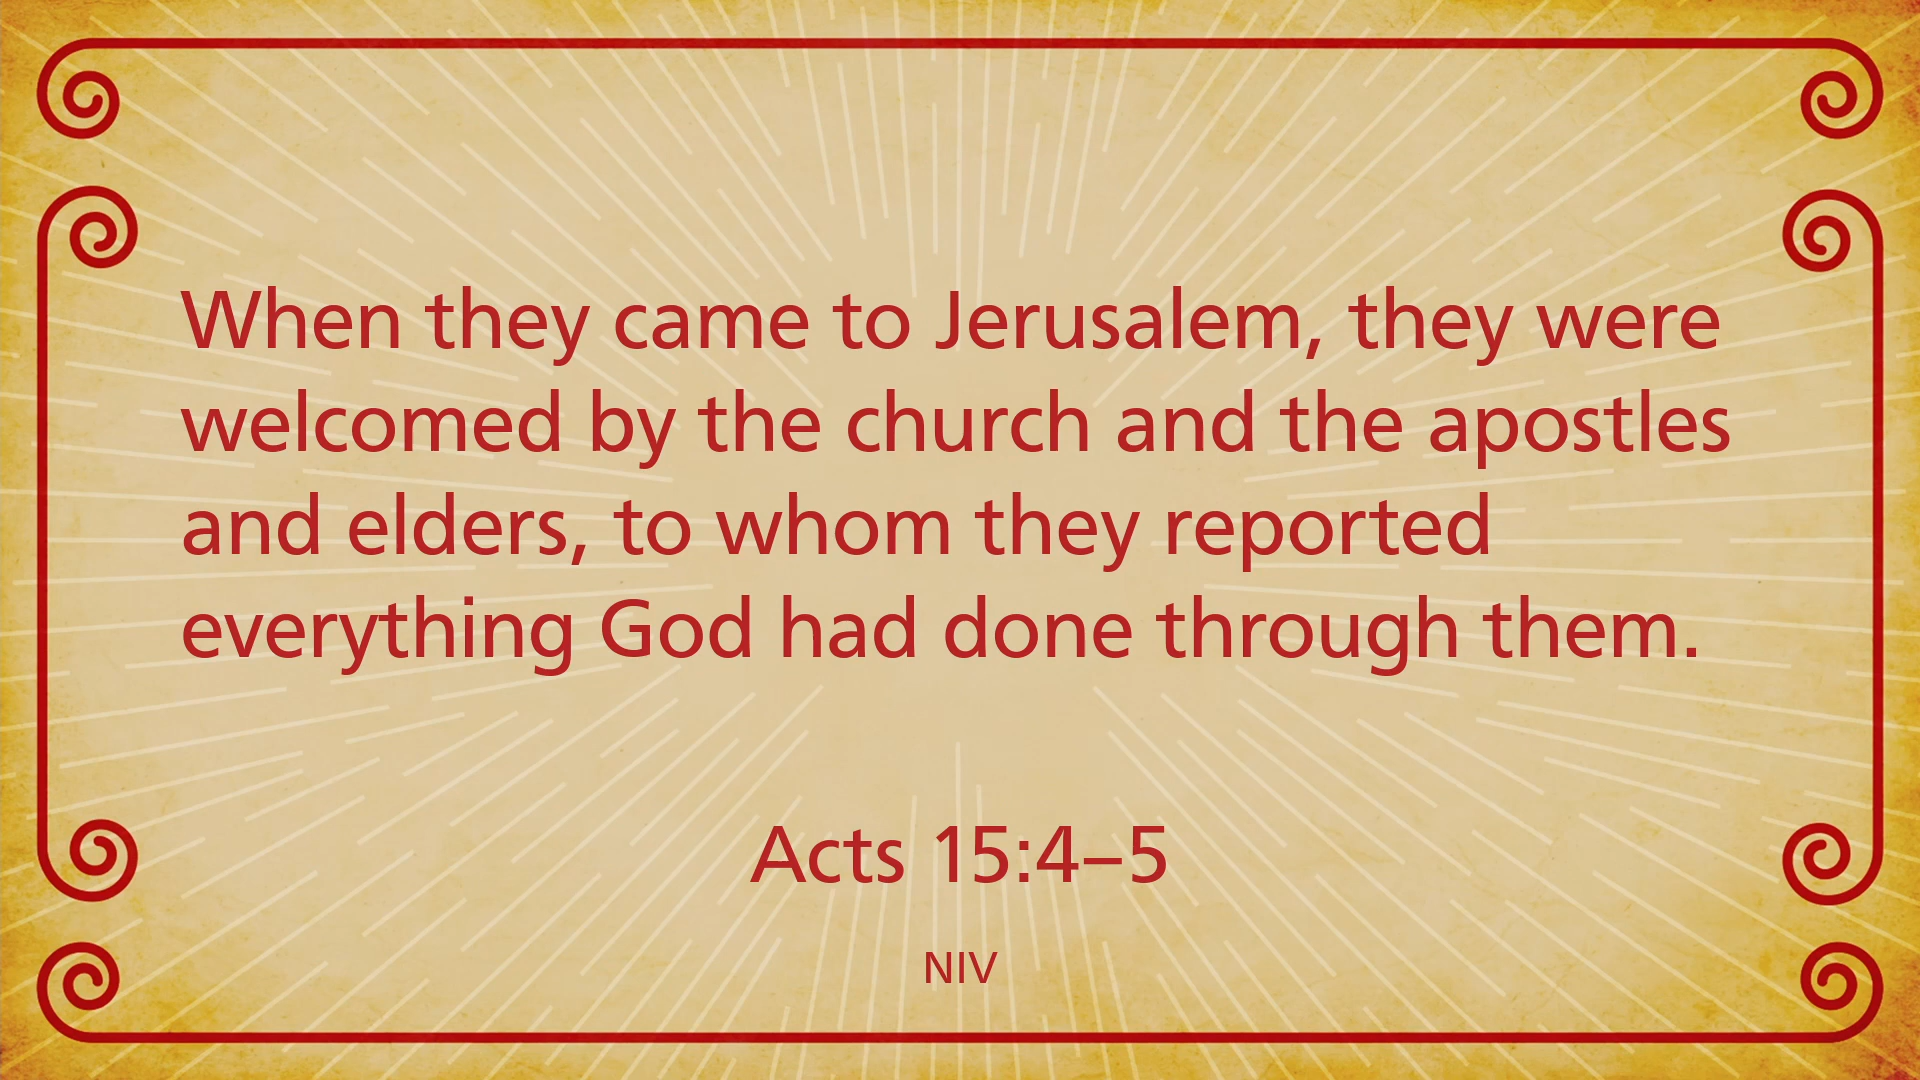 When they came to Jerusalem, they were
welcomed by the church and the apostles
and elders, to whom they reported
everything God had done through them.
Acts 15:4–5
NIV